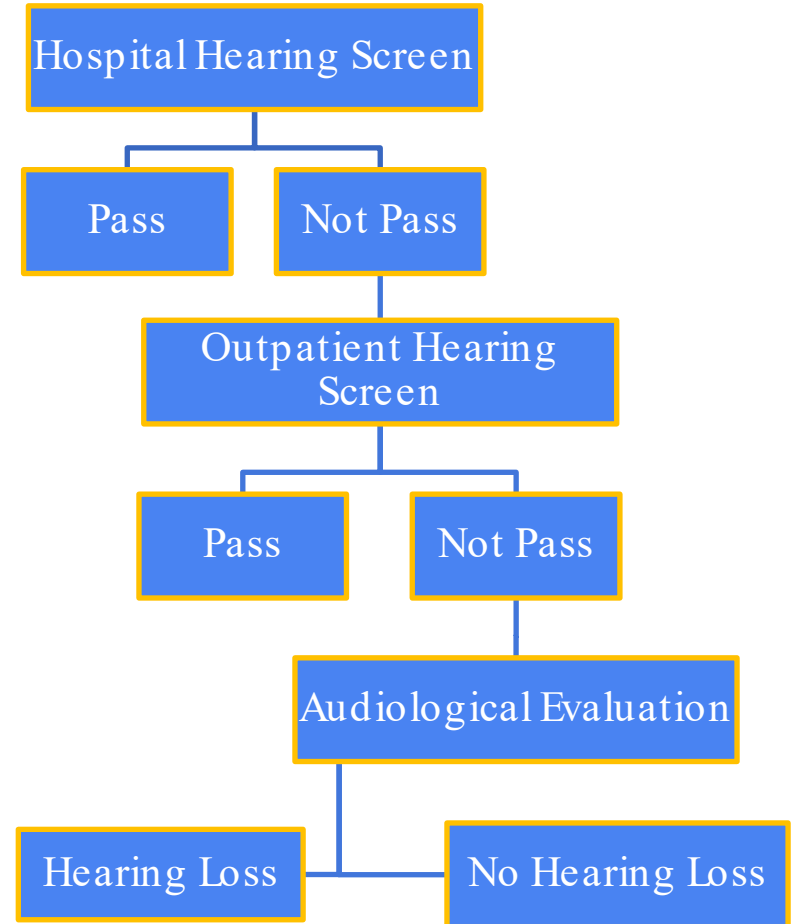 Hospital Hearing Screen
Pass
Not Pass
Outpatient Hearing
Screen
Pass
Not Pass
Audiological Evaluation
Hearing Loss
No Hearing Loss